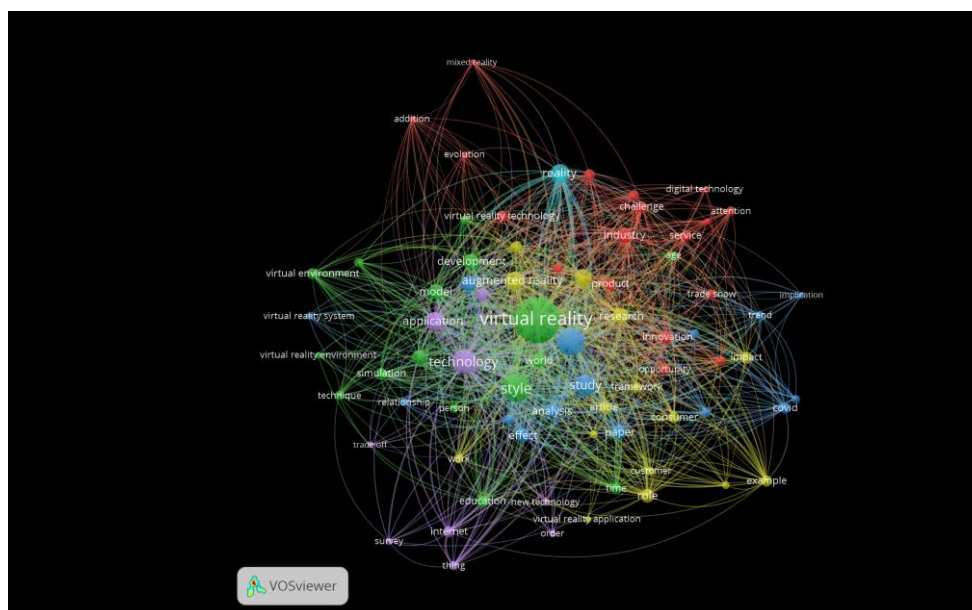 mixed reality
addition
evolution
reality
digital technology
challenge
attention
virtual reality technology
industry
service
age
development
virtual environment
augmented reality
product
model
trade show
implication
virtual reality system
application
virtual reality
research
trend
innovation
virtual reality environment
technology
world
impact
opportunity
simulation
style
study
framework
technique
relationship
person
analysis
article
consumer
covid
effect
paper
trade off
work
customer
example
time
role
education
new technology
virtual reality application
internet
order
survey
thing
VOSviewer